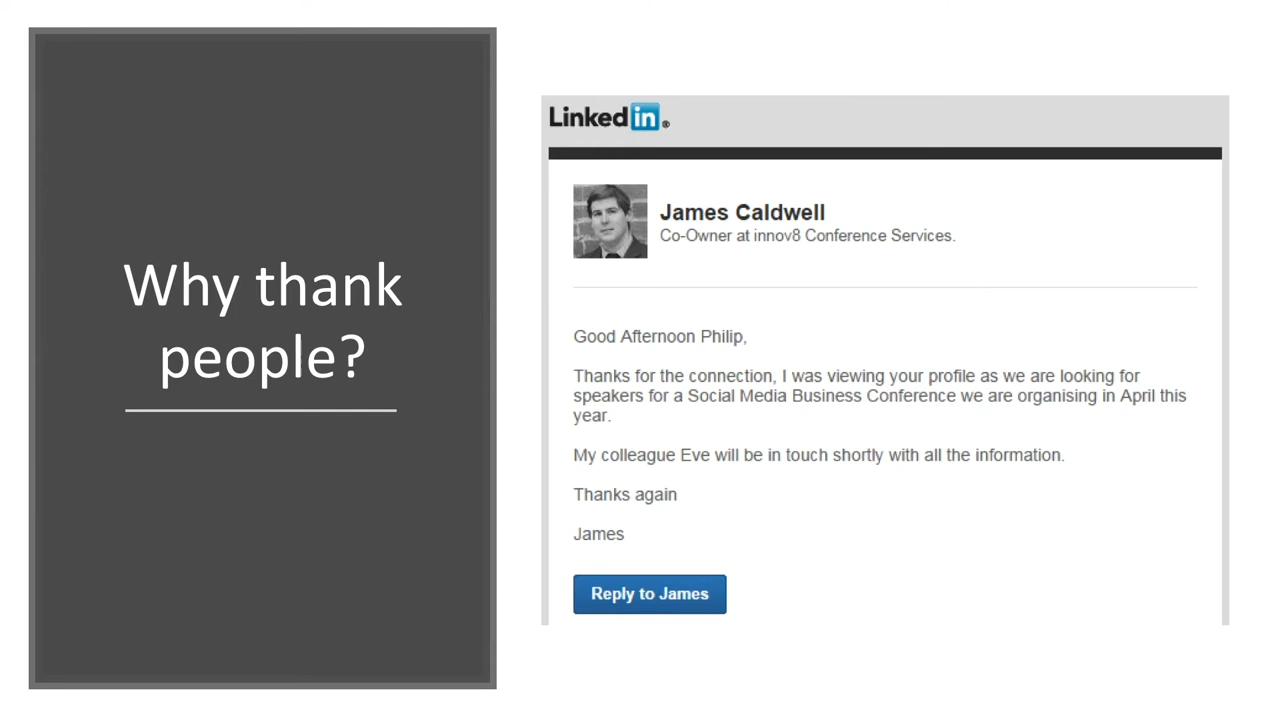 Why thank
people?
Linked in®
James Caldwell
Co-Owner at innov8 Conference Services.
Good Afternoon Philip,
Thanks for the connection, I was viewing your profile as we are looking for
speakers for a Social Media Business Conference we are organising in April this
year.
My colleague Eve will be in touch shortly with all the information.
Thanks again
James
Reply to James